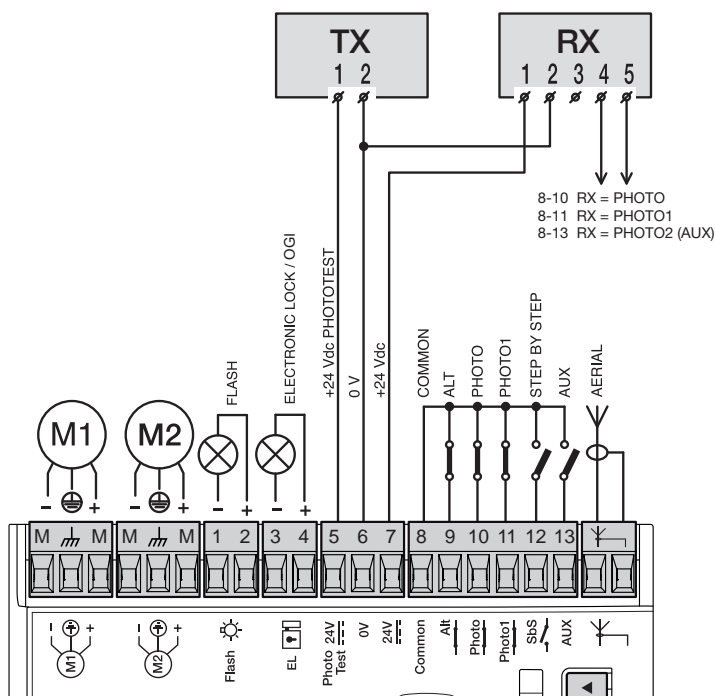 TX
1 2
RX
1 2 3 4 5
8-10 RX = PHOTO
8-11 RX = PHOTO1
8-13 RX = PHOTO2 (AUX)
FLASH
ELECTRONIC LOCK / OGI
+24 Vdc PHOTOTEST
0 V
+24 Vdc
COMMON
ALT
PHOTO
PHOTO1
STEP BY STEP
AUX
AERIAL
M1
M2
- +
- +
- +
- +
M M M M 1 2 3 4 5 6 7 8 9 10 11 12 13
- +
M1
- +
M2
Flash
EL
Photo 24V
Test
0V
24V
Common
Alt
Photo
Photo1
SbS
AUX